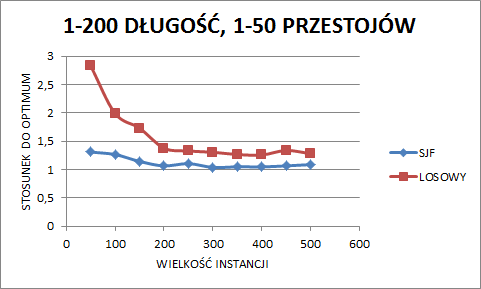 1-200 DŁUGOŚĆ, 1-50 PRZESTOJÓW
STOSUNEK DO OPTIMUM
3
2,5
2
1,5
1
0,5
0
0 100 200 300 400 500 600
WIELKOŚĆ INSTANCJI
SJF
LOSOWY